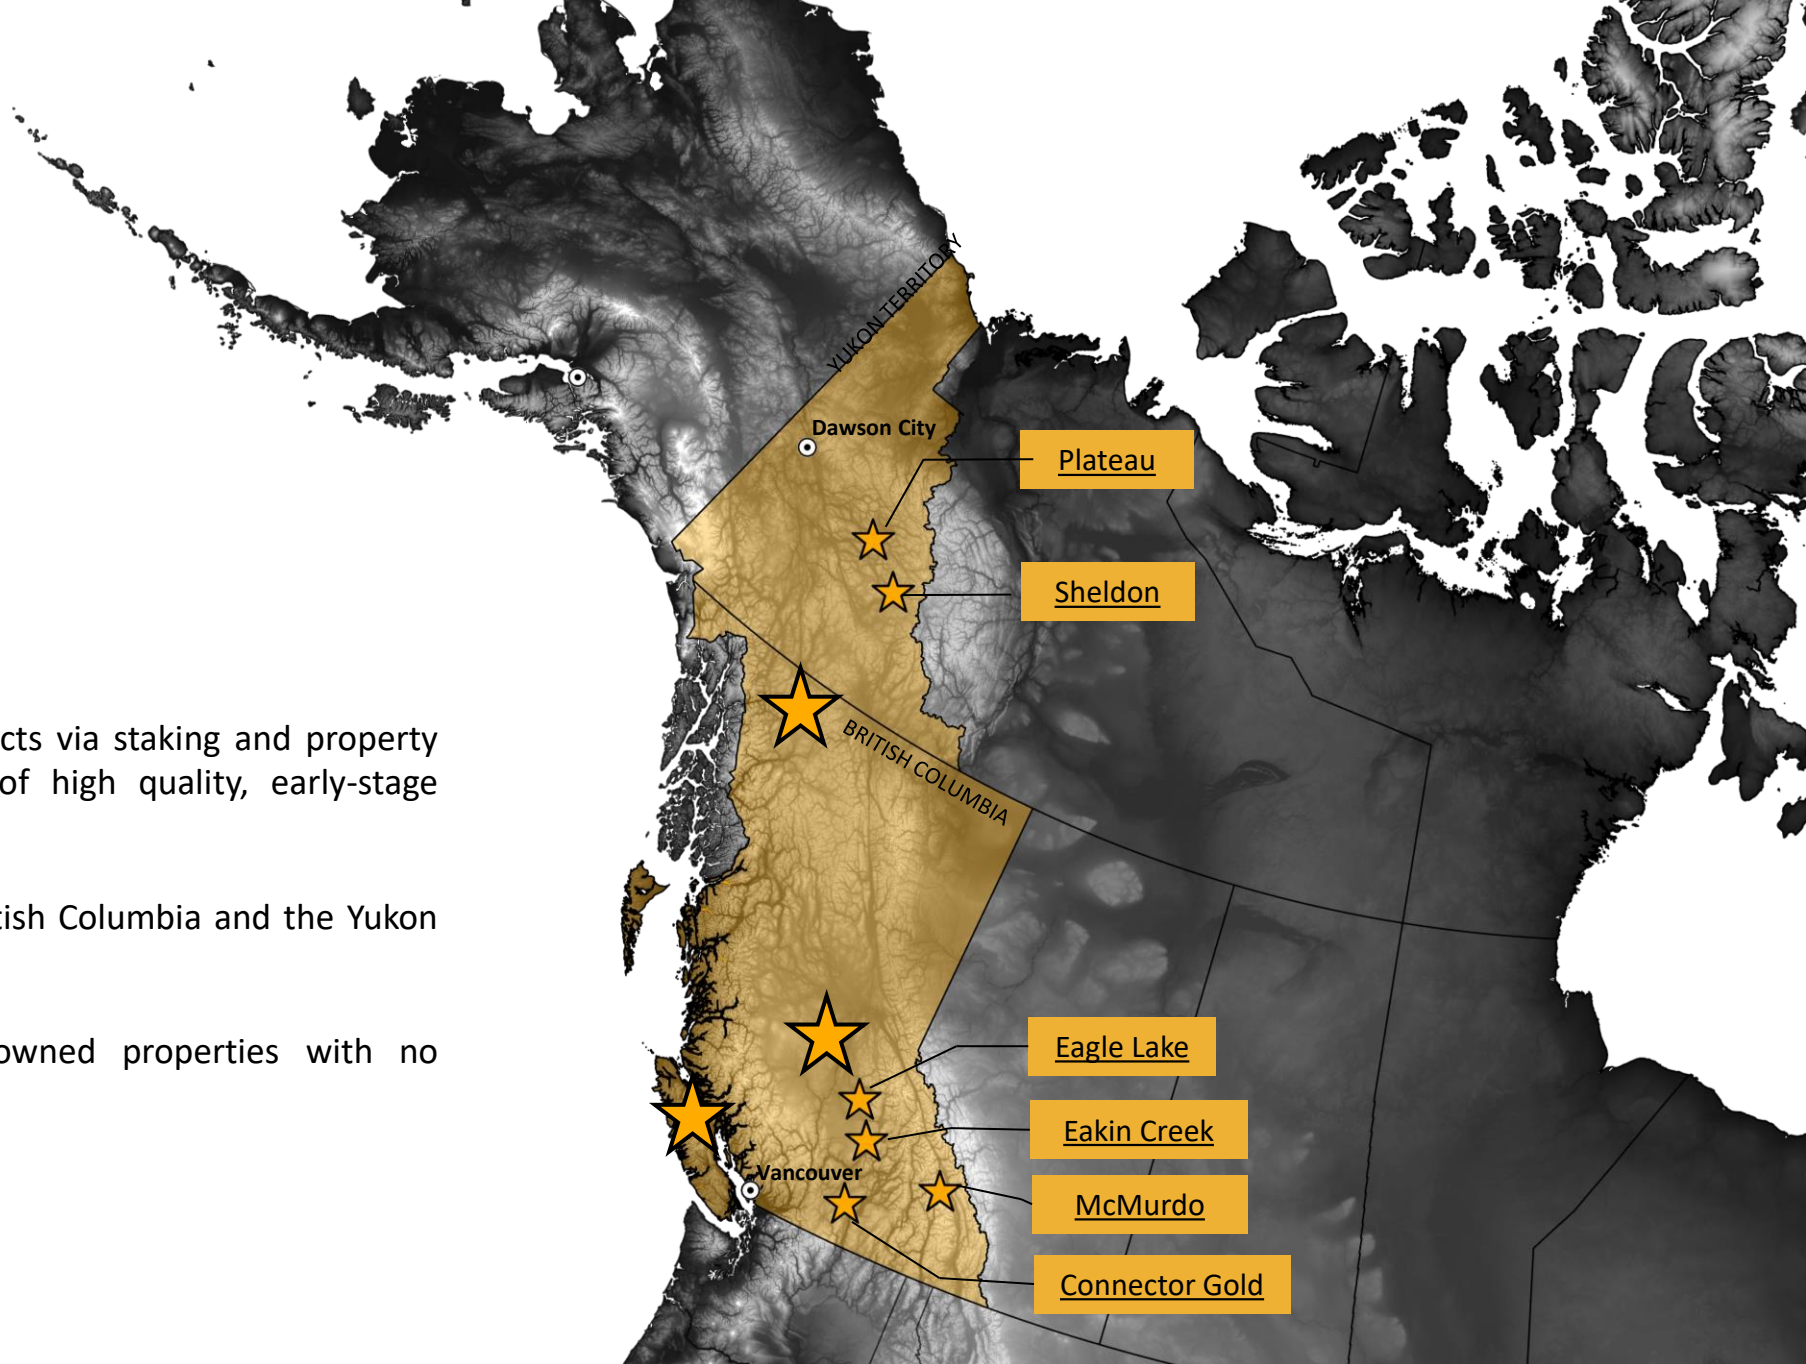 YUKON TERRITORY
Dawson City
Plateau
Sheldon
BRITISH COLUMBIA
cts via staking and property
of high quality, early-stage
tish Columbia and the Yukon
owned properties with no
Eagle Lake
Eakin Creek
McMurdo
Vancouver
Connector Gold